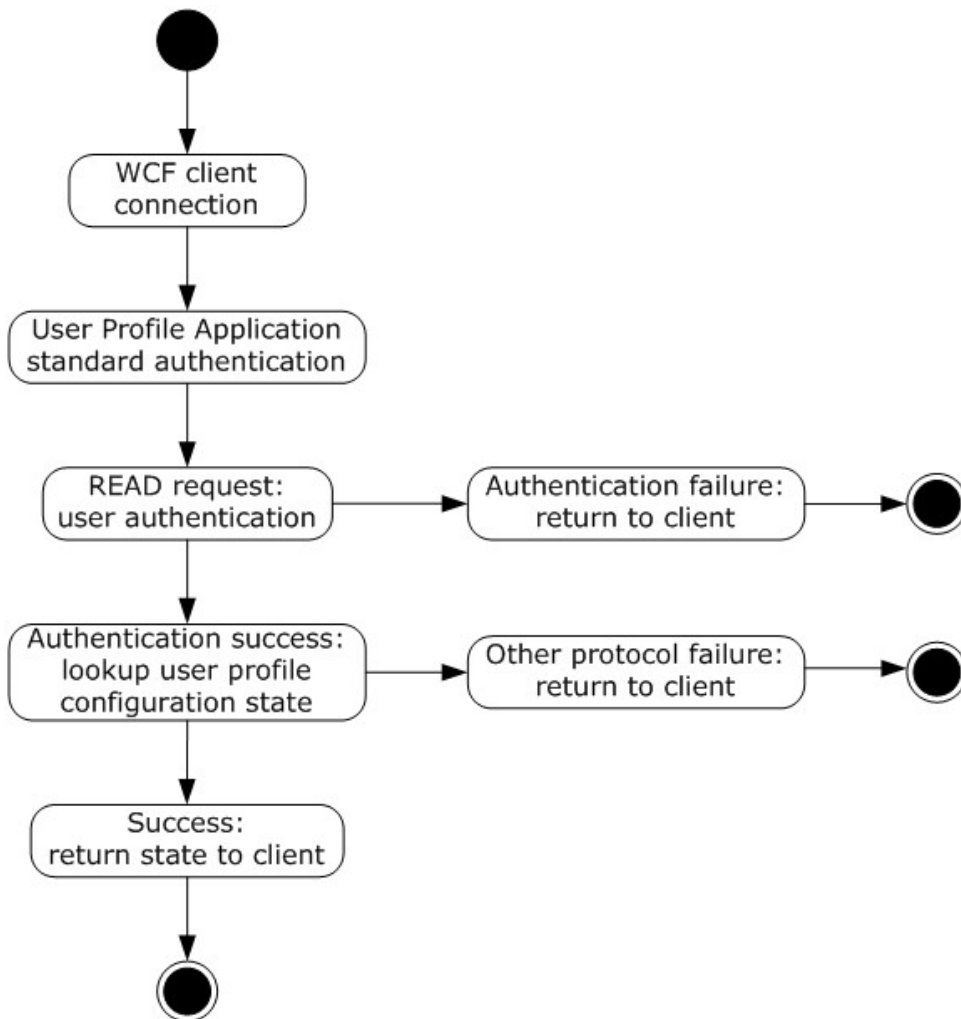 WCF client
connection
User Profile Application
standard authentication
READ request:
user authentication
Authentication failure:
return to client
Authentication success:
lookup user profile
configuration state
Other protocol failure:
return to client
Success:
return state to client